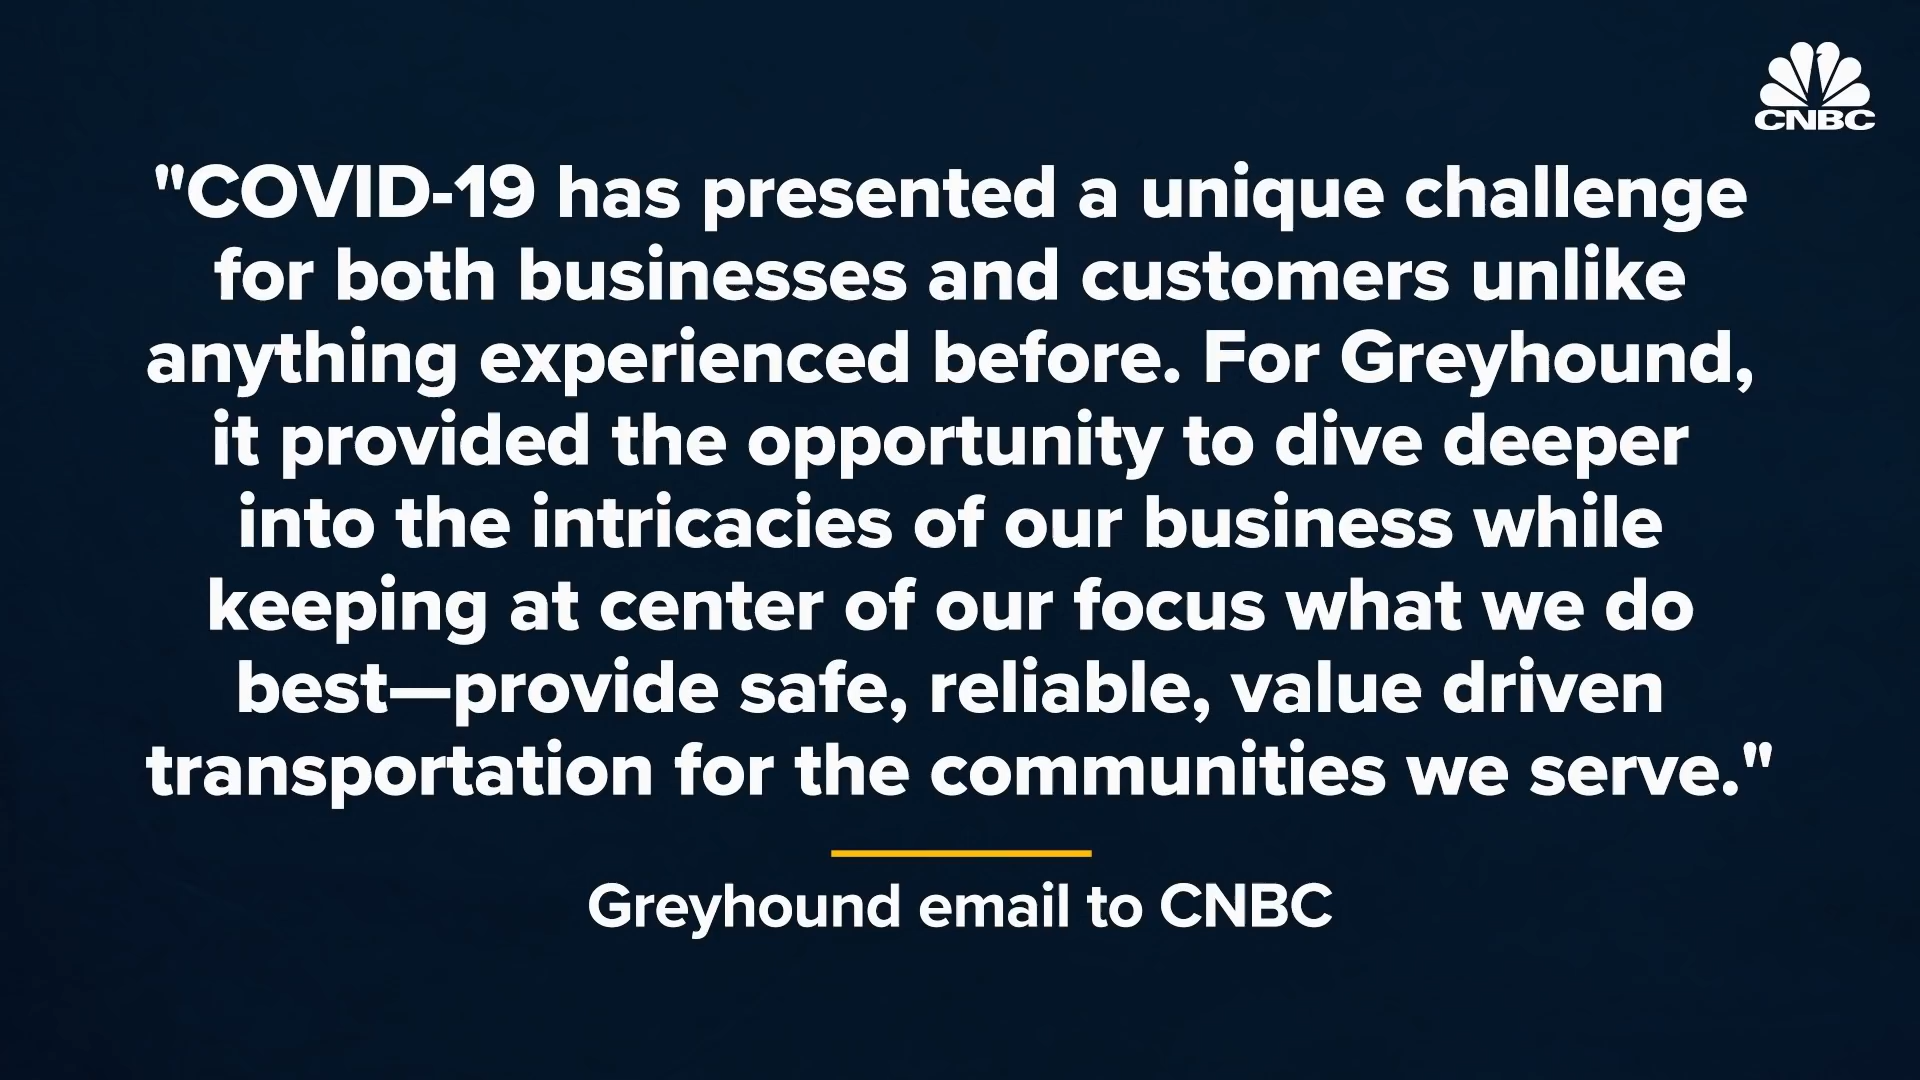 CNBC
"COVID-19 has presented a unique challenge
for both businesses and customers unlike
anything experienced before. For Greyhound,
it provided the opportunity to dive deeper
into the intricacies of our business while
keeping at center of our focus what we do
best—provide safe, reliable, value driven
transportation for the communities we serve."
Greyhound email to CNBC